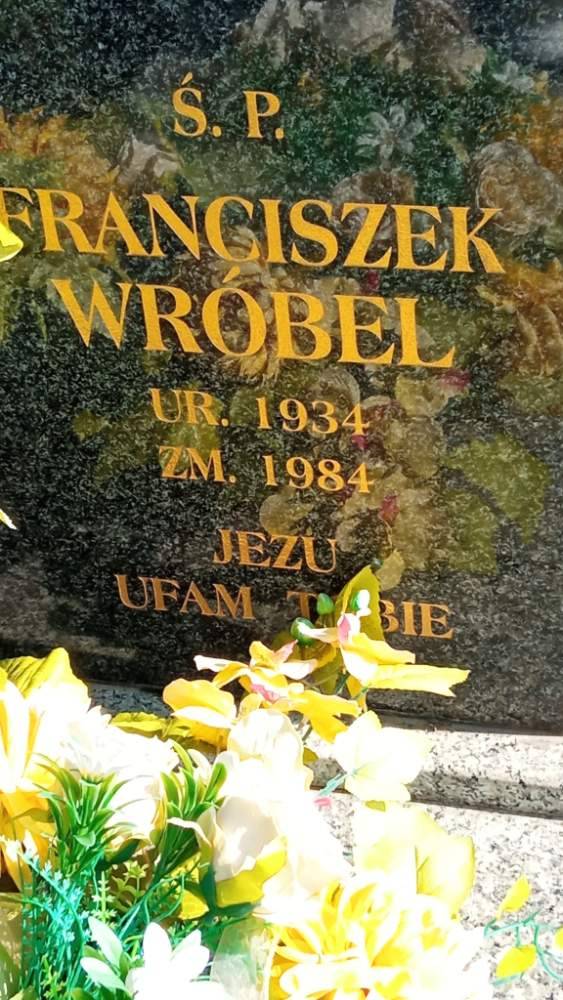 Ś. P.
FRANCISZEK
WRÓBEL
UR. 1934
ZM. 1984
JEZU
UFAM TOBIE